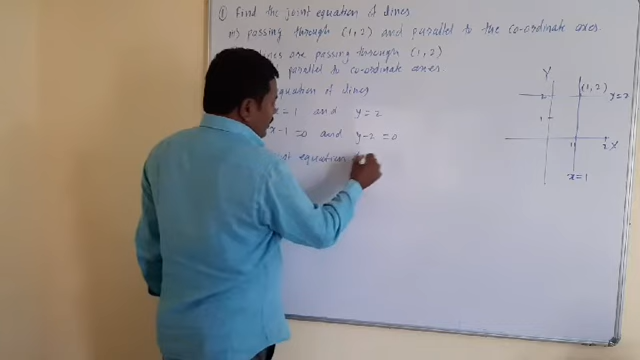 ① Find the joint equation of lines
m) passing through (1, 2) and parallel to the co-ordinate axes
lines are passing through (1, 2)
parallel to co-ordinate axes
equation of lines
= 1 and y = 2
x - 1 = 0 and y - 2 = 0
equation
Y
(1, 2)
2
y = 2
1
1
2
X
x = 1